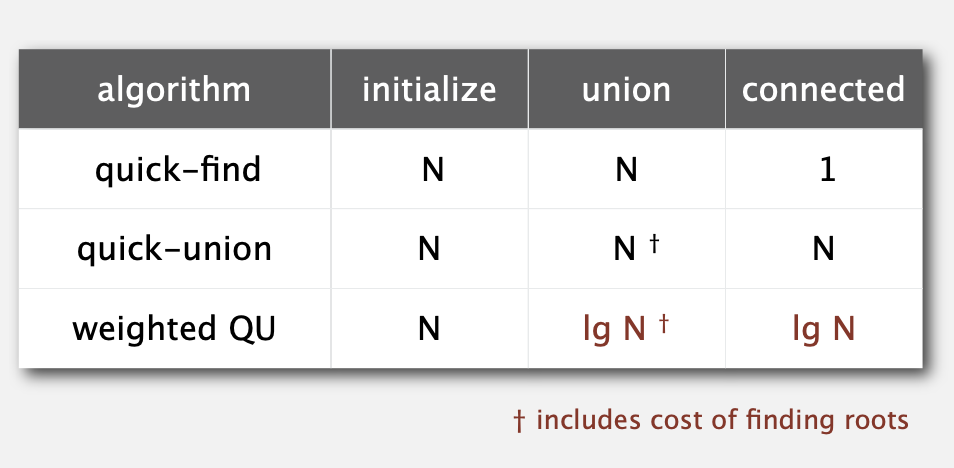 algorithm initialize union connected
quick-find N N 1
quick-union N N † N
weighted QU N lg N † lg N
† includes cost of finding roots